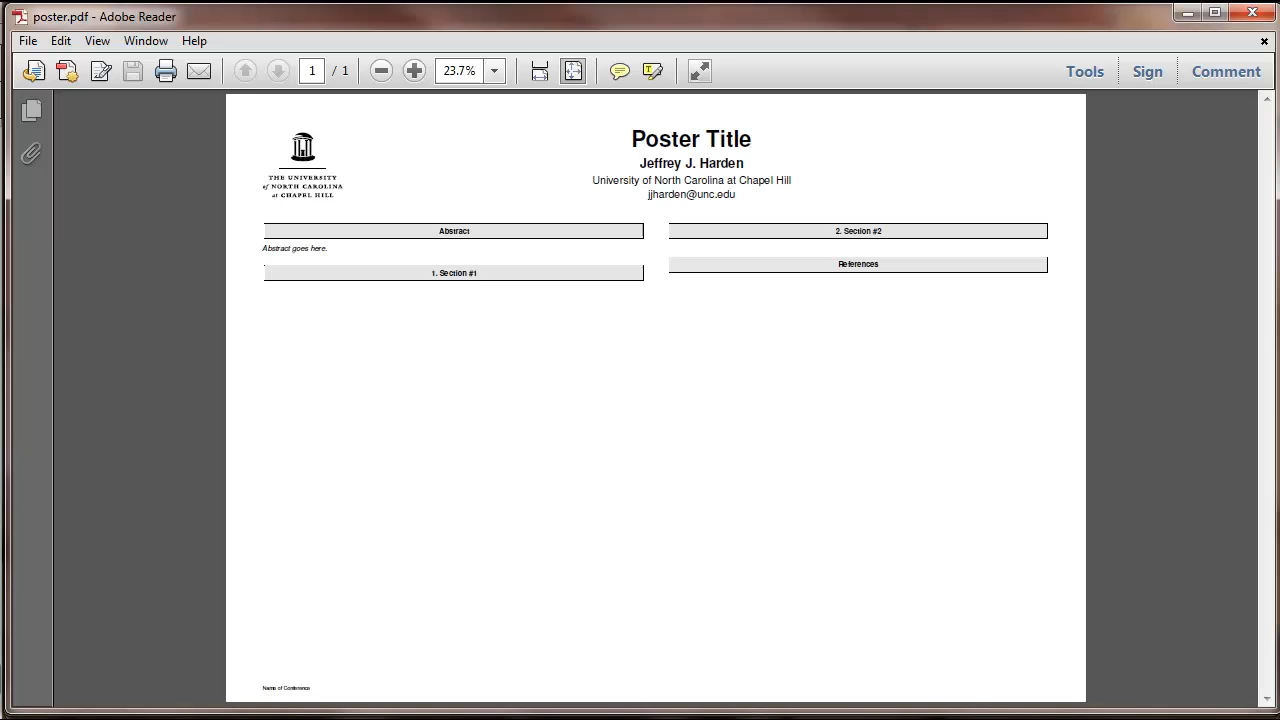 poster.pdf - Adobe Reader
File Edit View Window Help
1 / 1 23.7% Tools Sign Comment
THE UNIVERSITY
of NORTH CAROLINA
at CHAPEL HILL
Poster Title
Jeffrey J. Harden
University of North Carolina at Chapel Hill
jjharden@unc.edu
Abstract
Abstract goes here.
1. Section #1
2. Section #2
References
Name of Conference